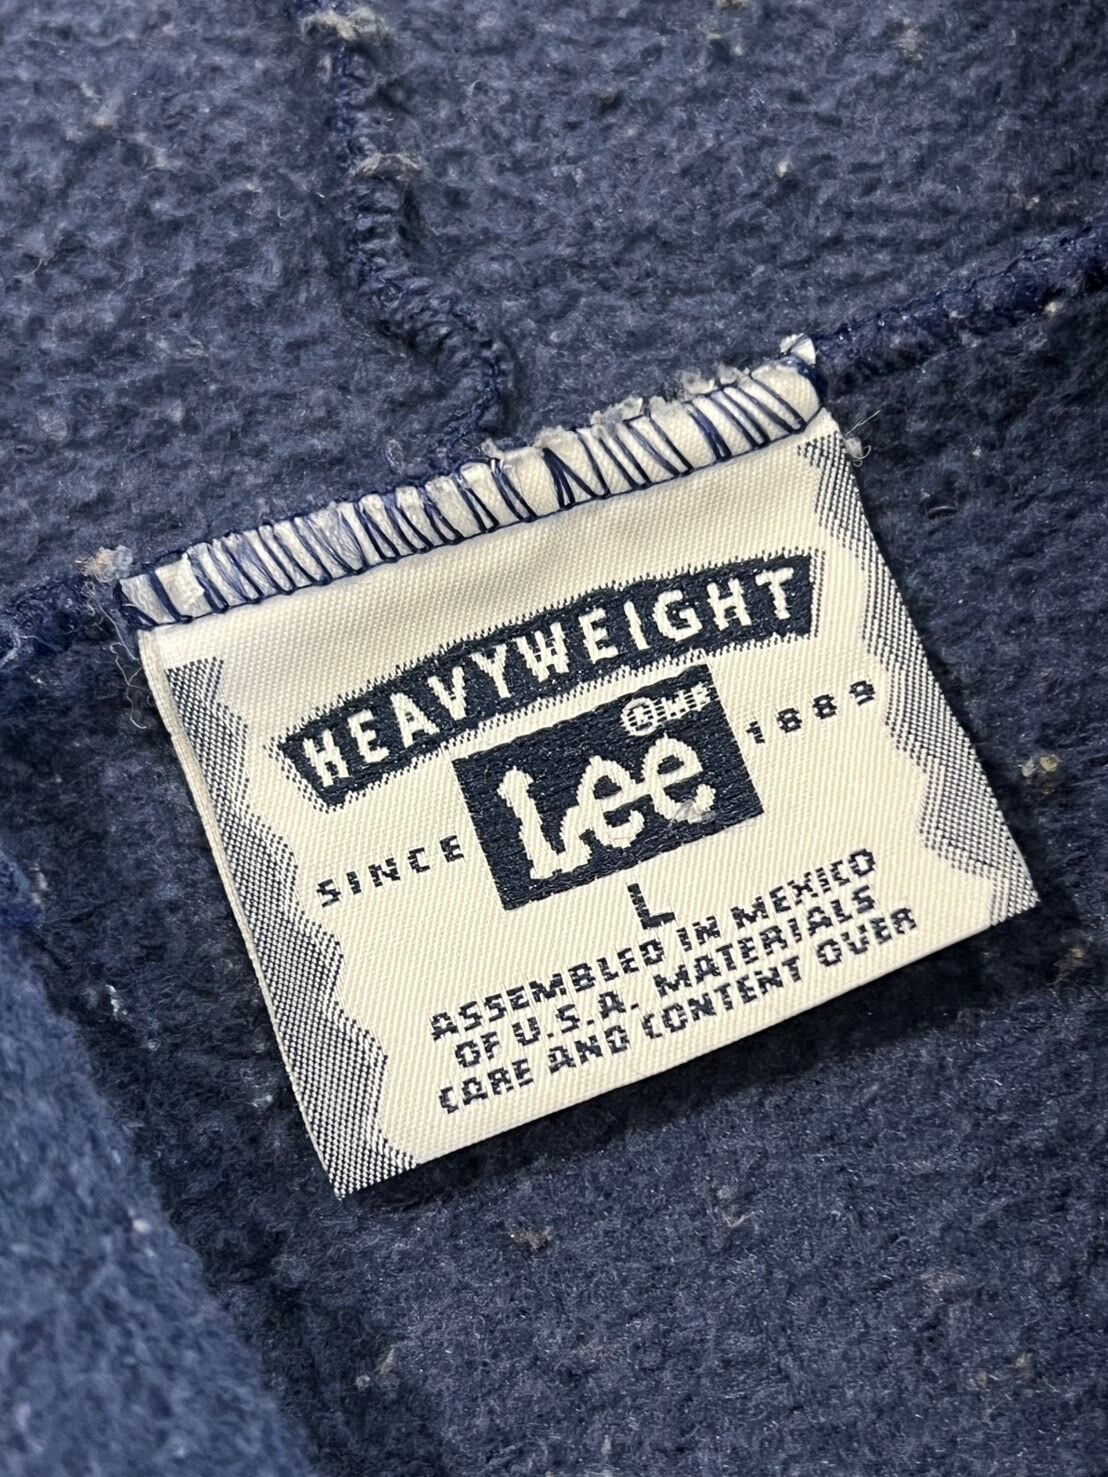 HEAVYWEIGHT
Lee
SINCE 1889
L
ASSEMBLED IN MEXICO
OF U.S.A. MATERIALS
CARE AND CONTENT OVER